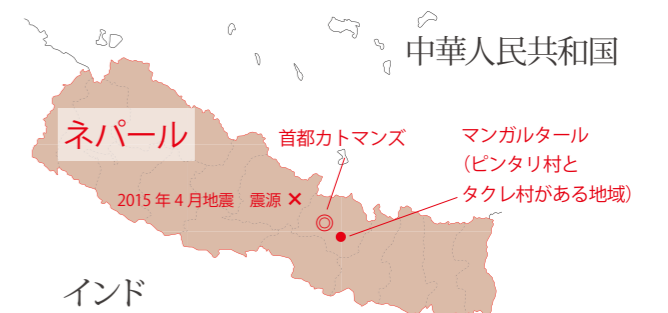 中華人民共和国
ネパール
首都カトマンズ
マンガルタール
（ピンタリ村と
タクレ村がある地域）
2015年4月地震　震源 ×
インド